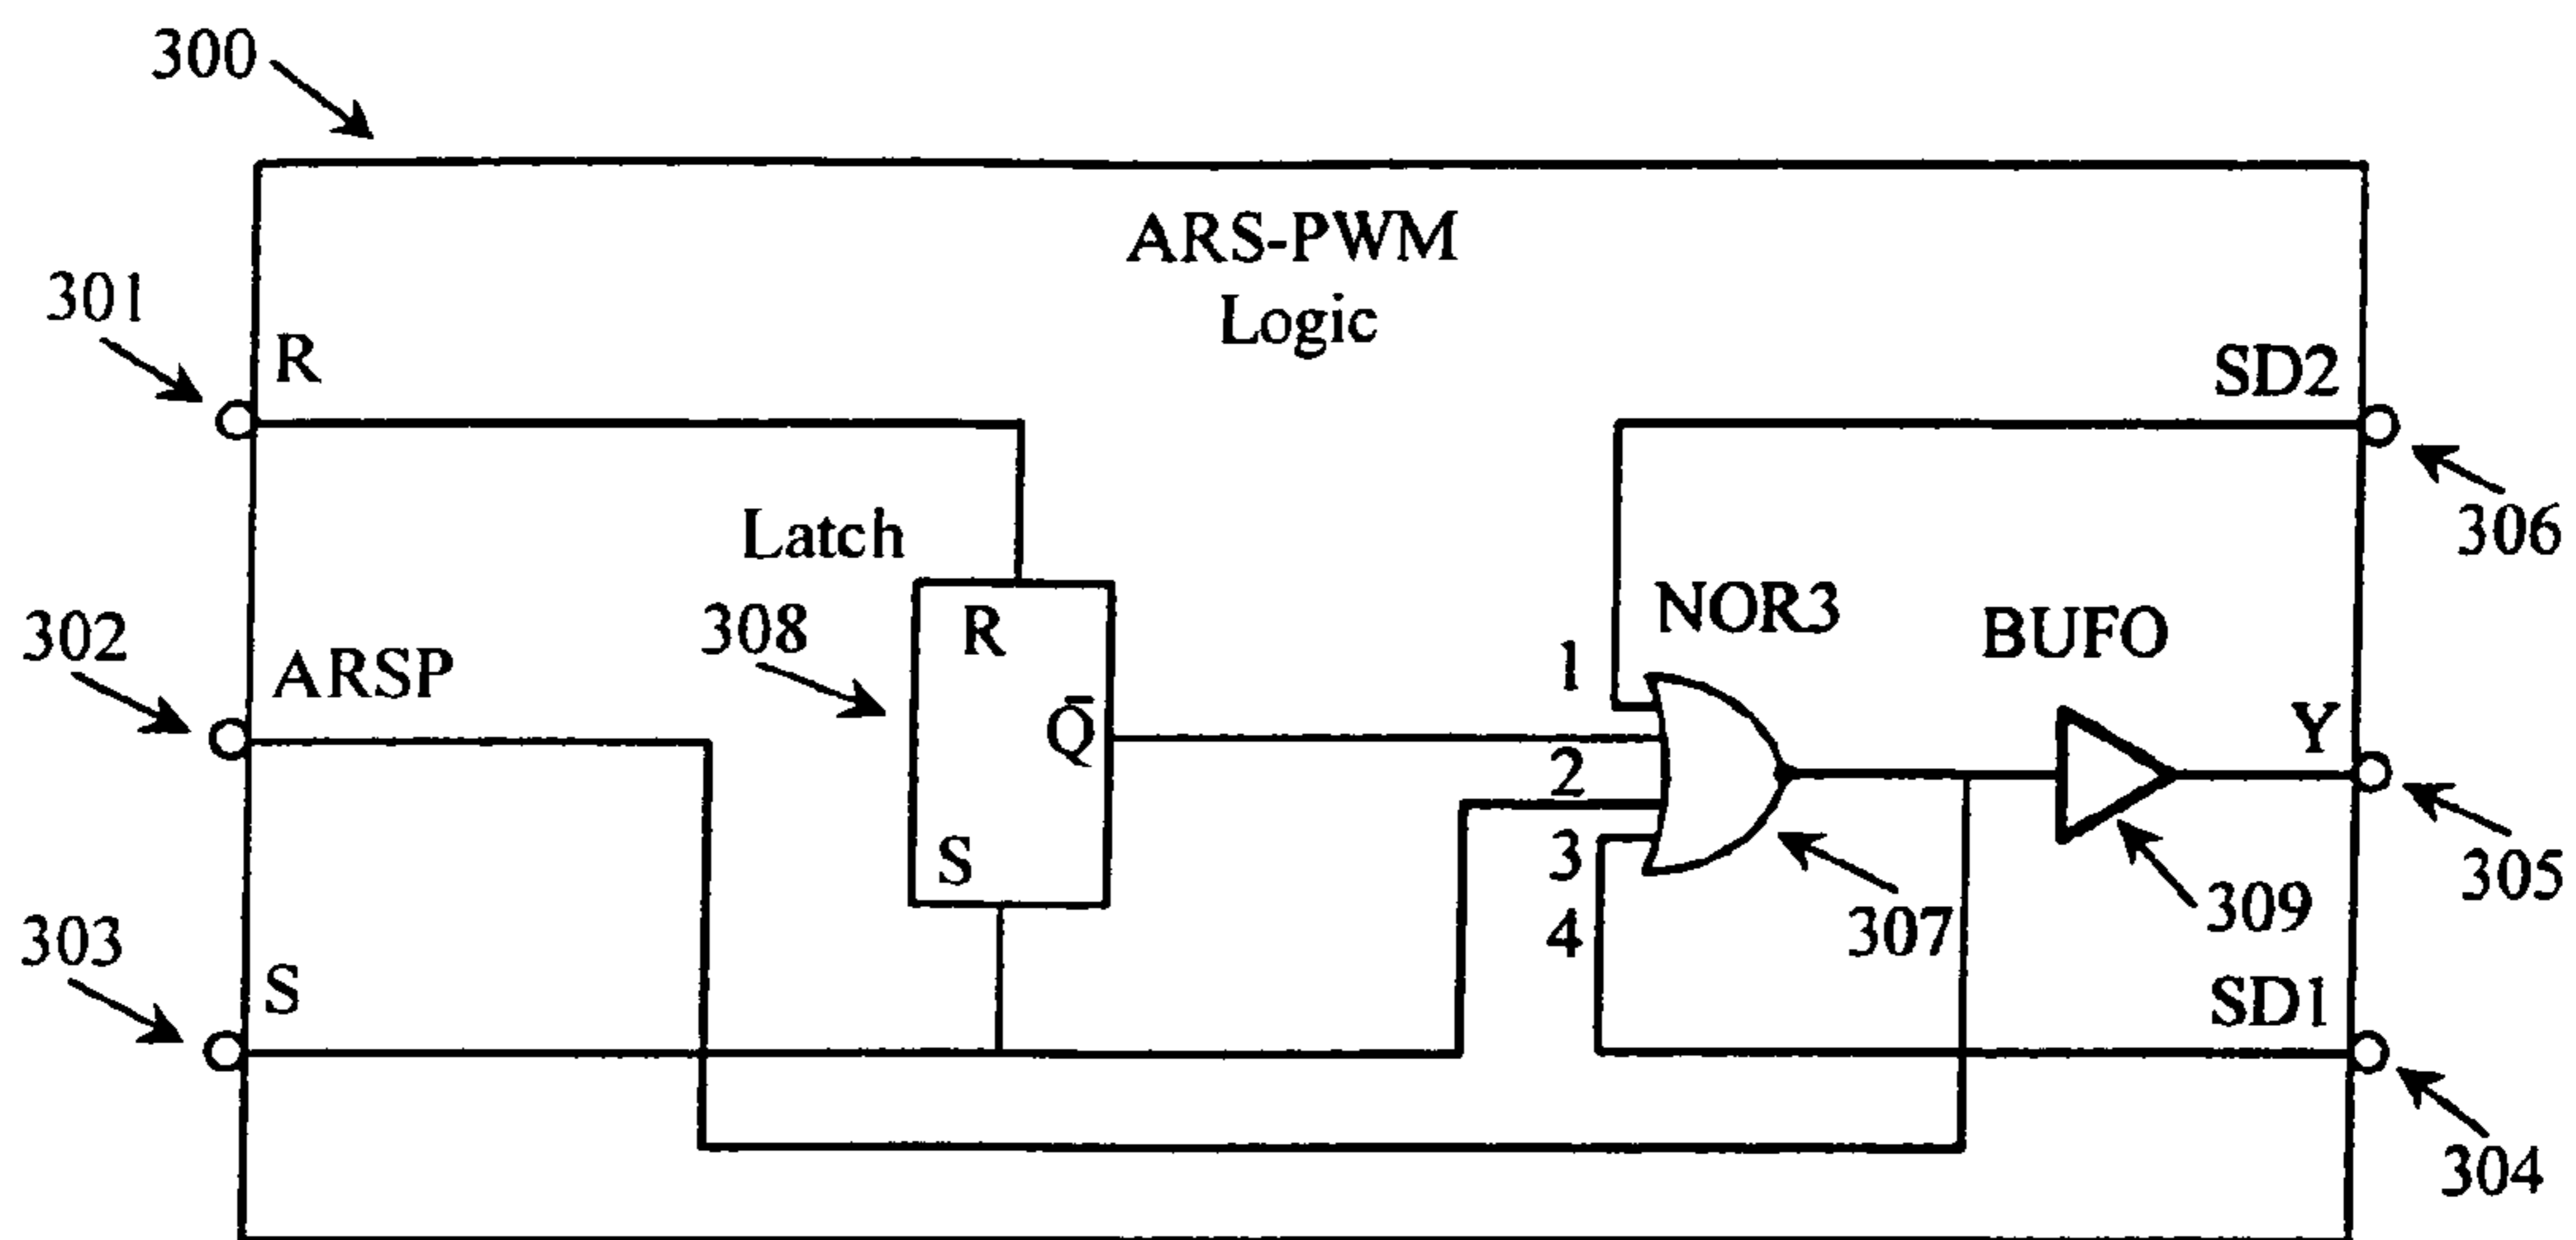 300
ARS-PWM
Logic
301
R
SD2
306
Latch
302
ARSP
308
R
Q̄
S
NOR3
BUFO
1
2
3
4
307
309
Y
305
303
S
SD1
304